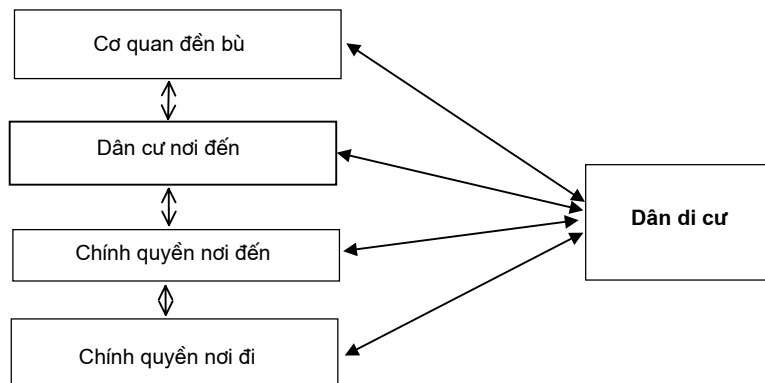 Cơ quan đền bù
Dân cư nơi đến
Dân di cư
Chính quyền nơi đến
Chính quyền nơi đi